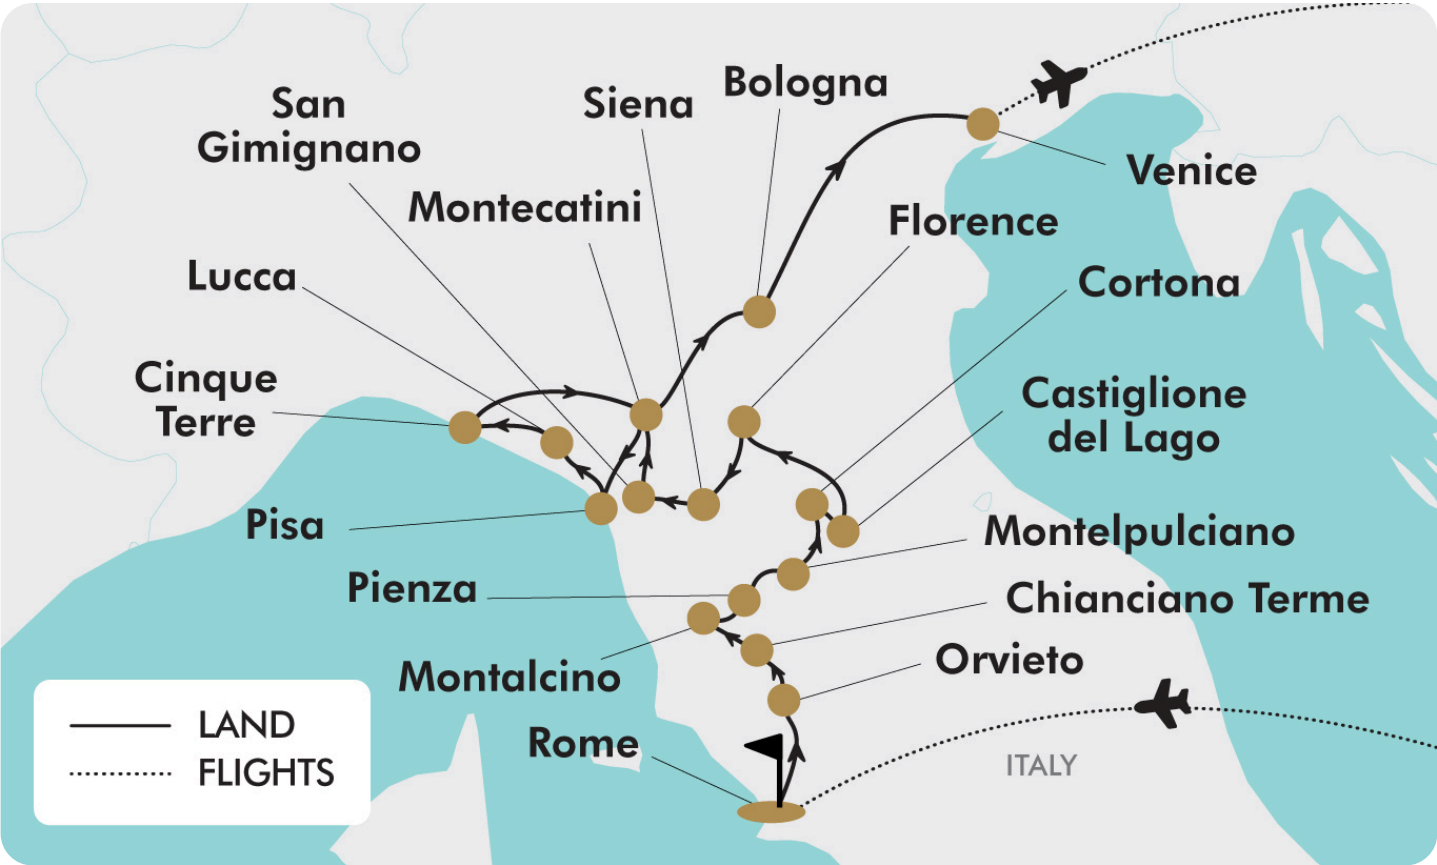 Bologna
San
Gimignano
Siena
Venice
Montecatini
Florence
Lucca
Cortona
Cinque
Terre
Castiglione
del Lago
Pisa
Montelpulciano
Pienza
Chianciano Terme
Montalcino
Orvieto
Rome
ITALY
LAND
FLIGHTS